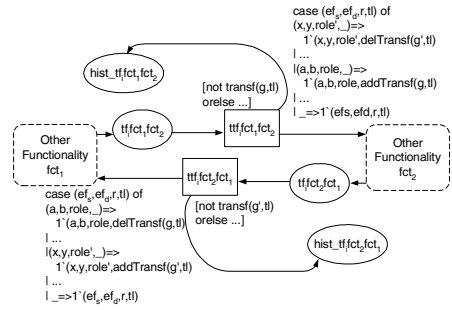 case (ef_s,ef_d,r,tl) of
(x,y,role',_)=>
1`(x,y,role',delTransf(g',tl)
| ...
|(a,b,role,_)=>
1`(a,b,role,addTransf(g,tl)
| ...
| _=>1`(efs,efd,r,tl)
hist_tf_ifct_1fct_2
[not transf(g,tl)
orelse ...]
Other
Functionality
fct_1
tf_ifct_1fct_2
ttf_ifct_1fct_2
Other
Functionality
fct_2
ttf_ifct_2fct_1
tf_ifct_2fct_1
case (ef_s,ef_d,r,tl) of
(a,b,role,_)=>
1`(a,b,role,delTransf(g,tl)
| ...
|(x,y,role',_)=>
1`(x,y,role',addTransf(g',tl)
| ...
| _=>1`(ef_s,ef_d,r,tl)
[not transf(g',tl)
orelse ...]
hist_tf_ifct_2fct_1